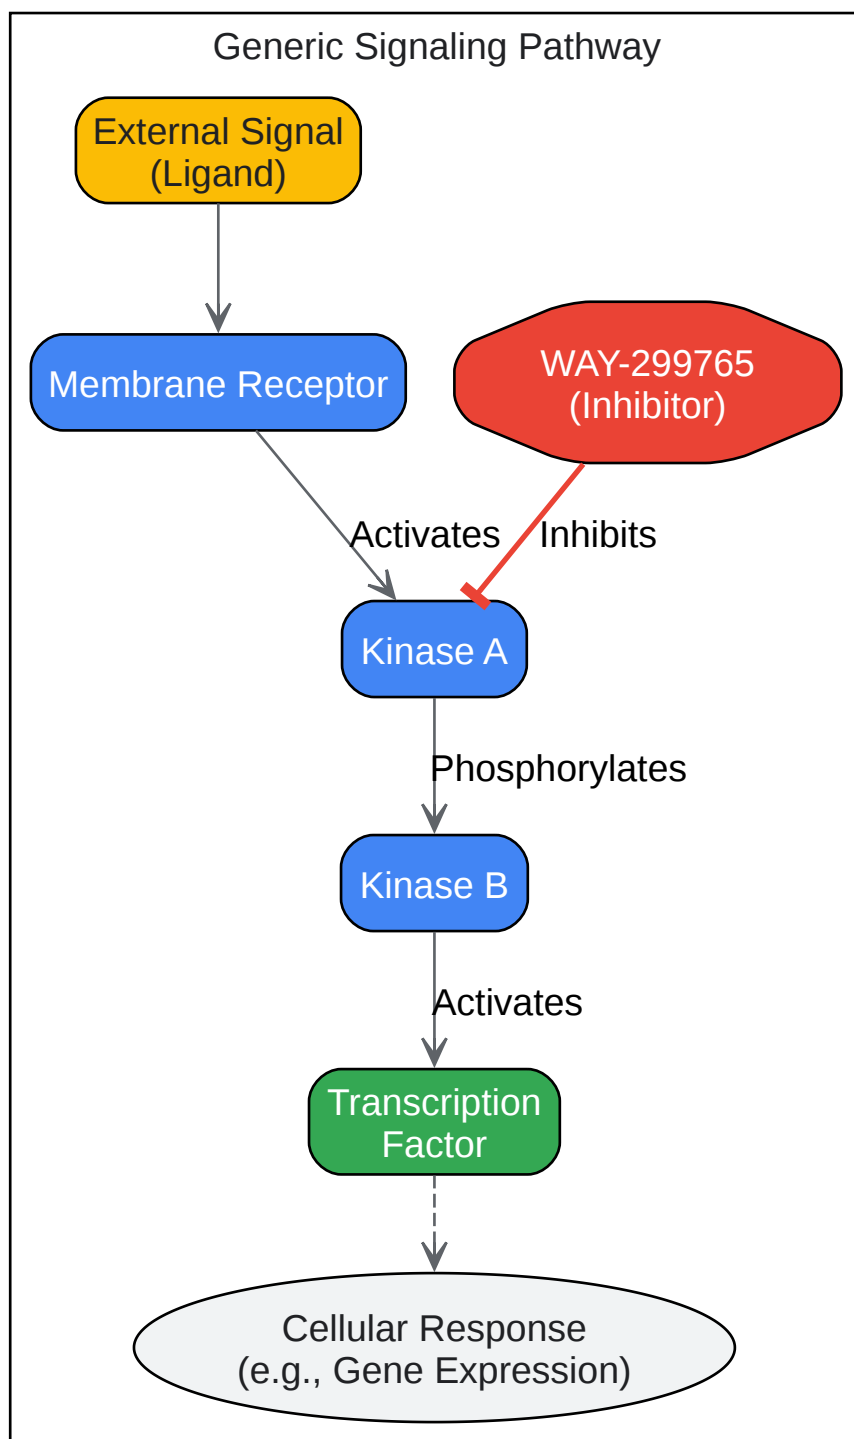 Generic Signaling Pathway
External Signal
(Ligand)
Membrane Receptor
WAY-299765
(Inhibitor)
Activates
Inhibits
Kinase A
Phosphorylates
Kinase B
Activates
Transcription
Factor
Cellular Response
(e.g., Gene Expression)